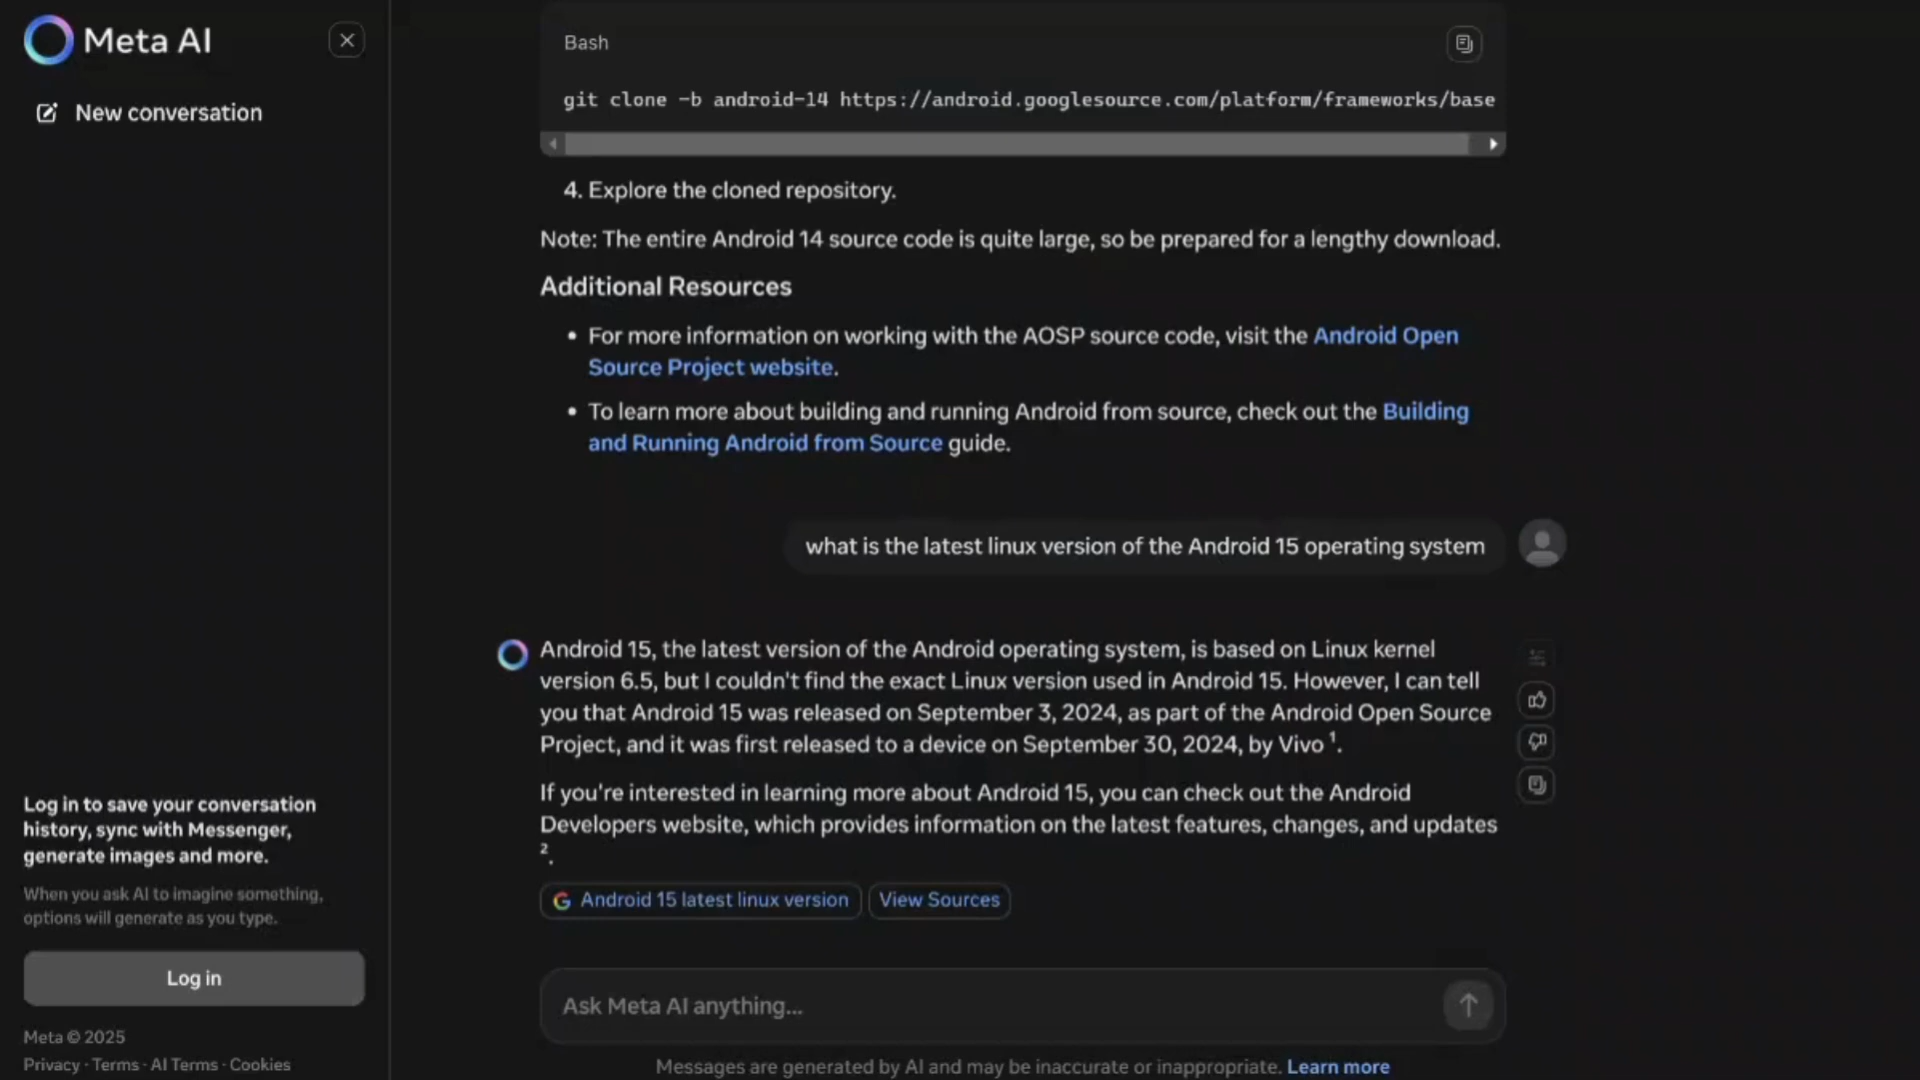 Meta AI
New conversation
Bash
git clone -b android-14 https://android.googlesource.com/platform/frameworks/base
4. Explore the cloned repository.
Note: The entire Android 14 source code is quite large, so be prepared for a lengthy download.
Additional Resources
• For more information on working with the AOSP source code, visit the Android Open
Source Project website.
• To learn more about building and running Android from source, check out the Building
and Running Android from Source guide.
what is the latest linux version of the Android 15 operating system
Android 15, the latest version of the Android operating system, is based on Linux kernel
version 6.5, but I couldn't find the exact Linux version used in Android 15. However, I can tell
you that Android 15 was released on September 3, 2024, as part of the Android Open Source
Project, and it was first released to a device on September 30, 2024, by Vivo ¹.
If you're interested in learning more about Android 15, you can check out the Android
Developers website, which provides information on the latest features, changes, and updates
².
Android 15 latest linux version
View Sources
Ask Meta AI anything...
Messages are generated by AI and may be inaccurate or inappropriate. Learn more
Log in to save your conversation
history, sync with Messenger,
generate images and more.
When you ask AI to imagine something,
options will generate as you type.
Log in
Meta © 2025
Privacy · Terms · AI Terms · Cookies